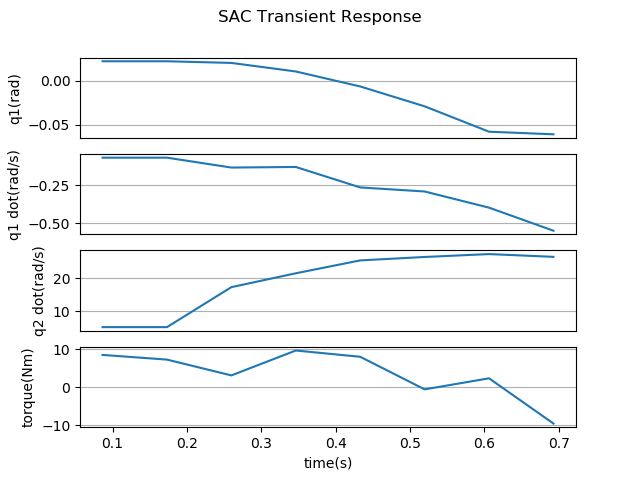 SAC Transient Response
q1(rad)
0.00
−0.05
q1 dot(rad/s)
−0.25
−0.50
q2 dot(rad/s)
20
10
torque(Nm)
10
0
−10
0.1 0.2 0.3 0.4 0.5 0.6 0.7
time(s)